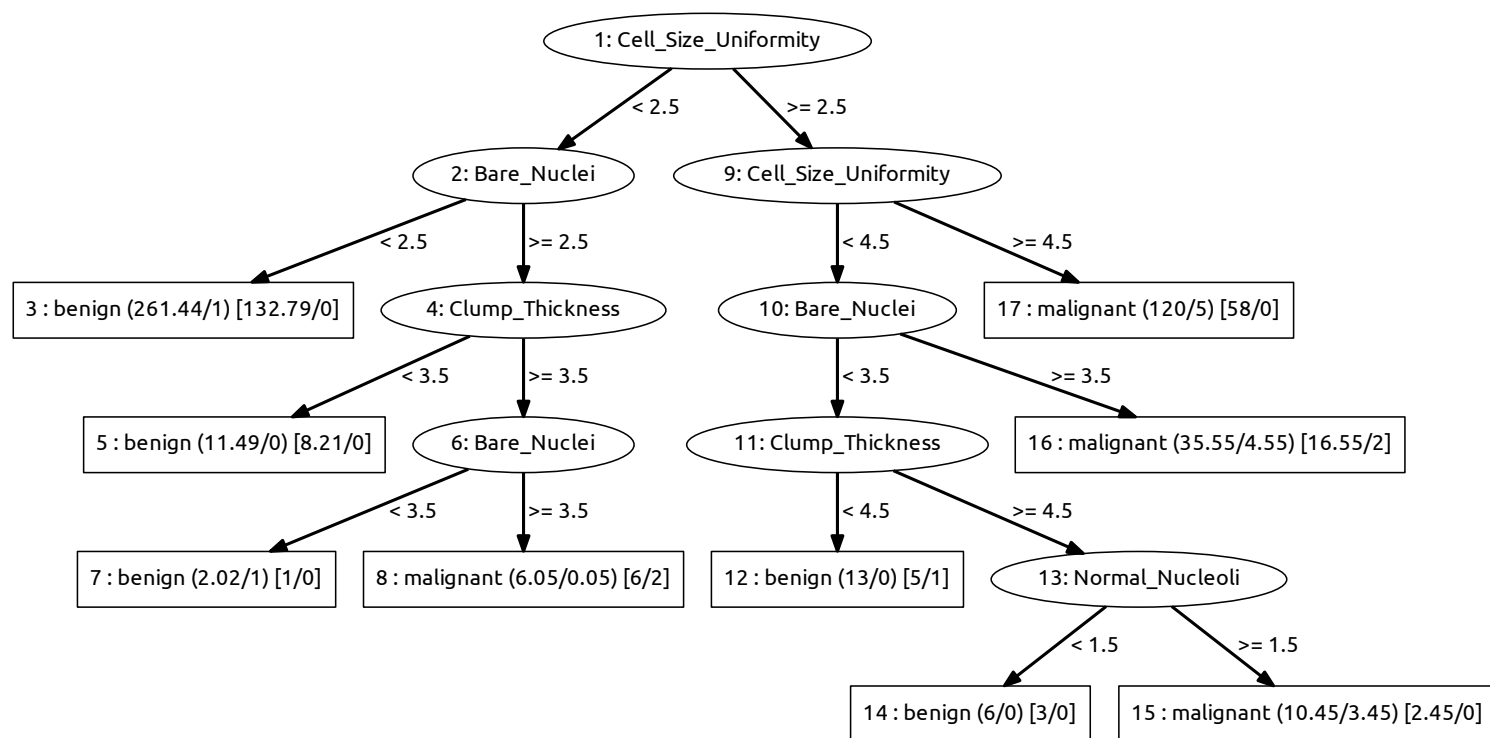 1: Cell_Size_Uniformity
< 2.5
>= 2.5
2: Bare_Nuclei
9: Cell_Size_Uniformity
< 2.5
>= 2.5
< 4.5
>= 4.5
3 : benign (261.44/1) [132.79/0]
4: Clump_Thickness
10: Bare_Nuclei
17 : malignant (120/5) [58/0]
< 3.5
>= 3.5
< 3.5
>= 3.5
5 : benign (11.49/0) [8.21/0]
6: Bare_Nuclei
11: Clump_Thickness
16 : malignant (35.55/4.55) [16.55/2]
< 3.5
>= 3.5
< 4.5
>= 4.5
7 : benign (2.02/1) [1/0]
8 : malignant (6.05/0.05) [6/2]
12 : benign (13/0) [5/1]
13: Normal_Nucleoli
< 1.5
>= 1.5
14 : benign (6/0) [3/0]
15 : malignant (10.45/3.45) [2.45/0]